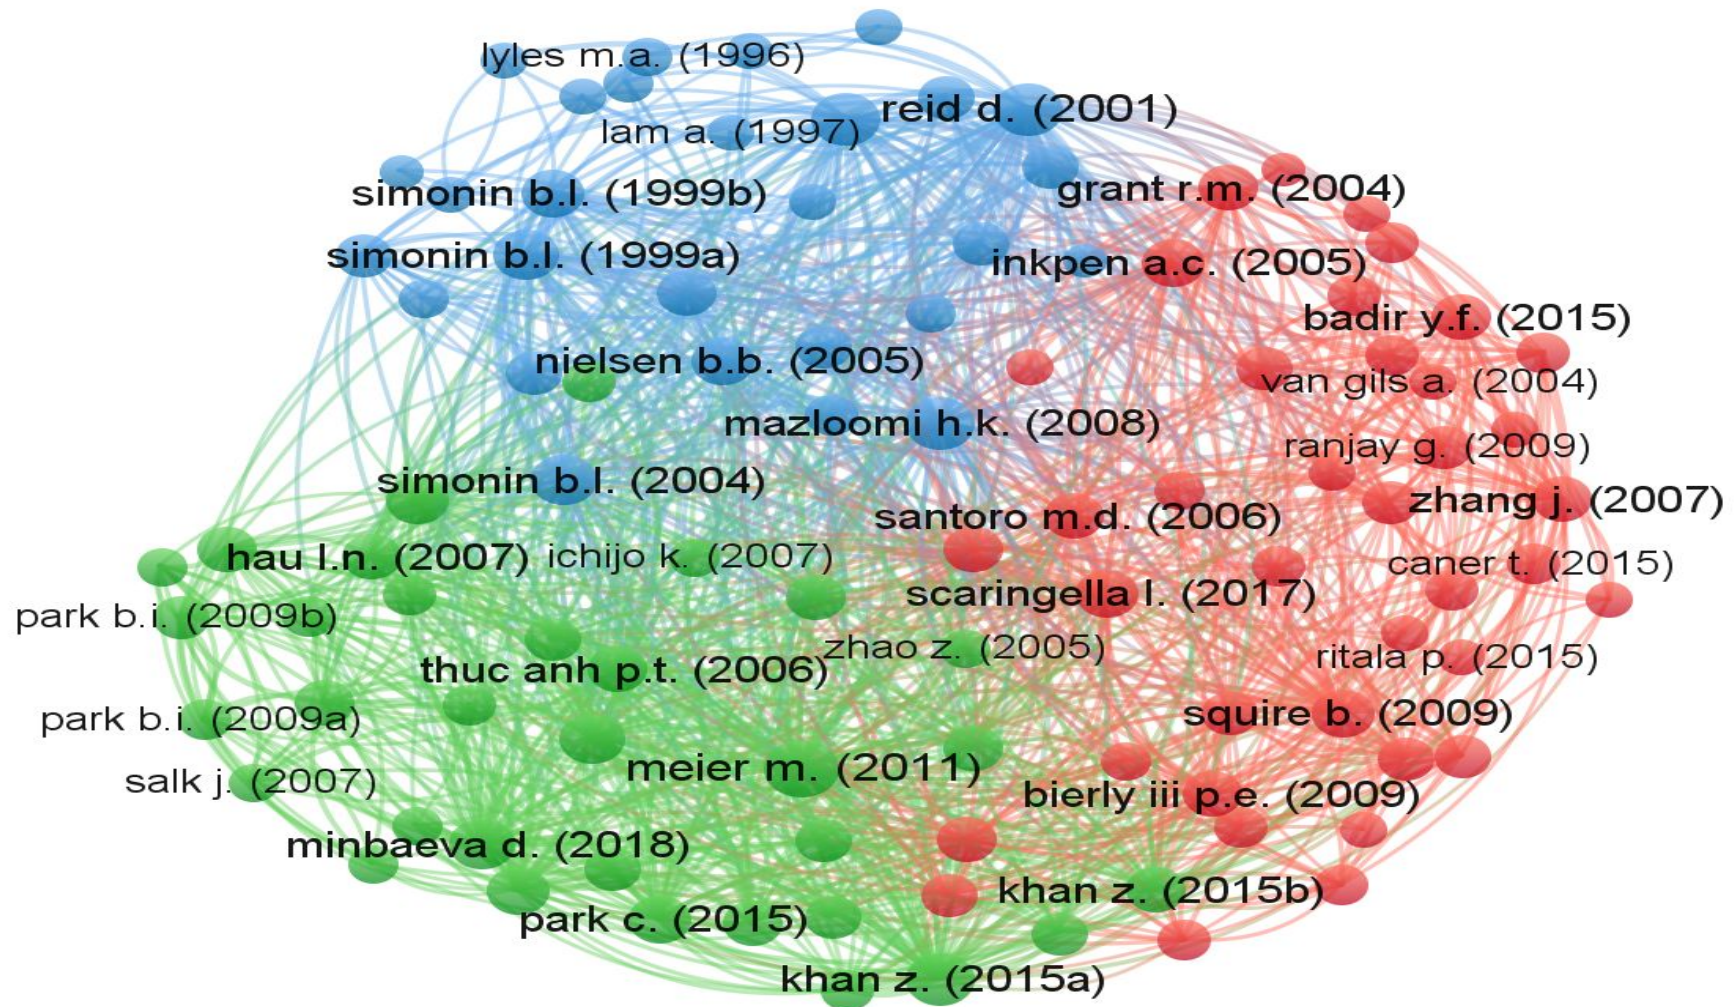 lyles m.a. (1996)
reid d. (2001)
lam a. (1997)
simonin b.l. (1999b)
grant r.m. (2004)
simonin b.l. (1999a)
inkpen a.c. (2005)
badir y.f. (2015)
nielsen b.b. (2005)
van gils a. (2004)
mazloomi h.k. (2008)
ranjay g. (2009)
simonin b.l. (2004)
zhang j. (2007)
santoro m.d. (2006)
hau l.n. (2007)
ichijo k. (2007)
caner t. (2015)
scaringella l. (2017)
park b.i. (2009b)
zhao z. (2005)
ritala p. (2015)
thuc anh p.t. (2006)
park b.i. (2009a)
squire b. (2009)
meier m. (2011)
salk j. (2007)
bierly iii p.e. (2009)
minbaeva d. (2018)
khan z. (2015b)
park c. (2015)
khan z. (2015a)